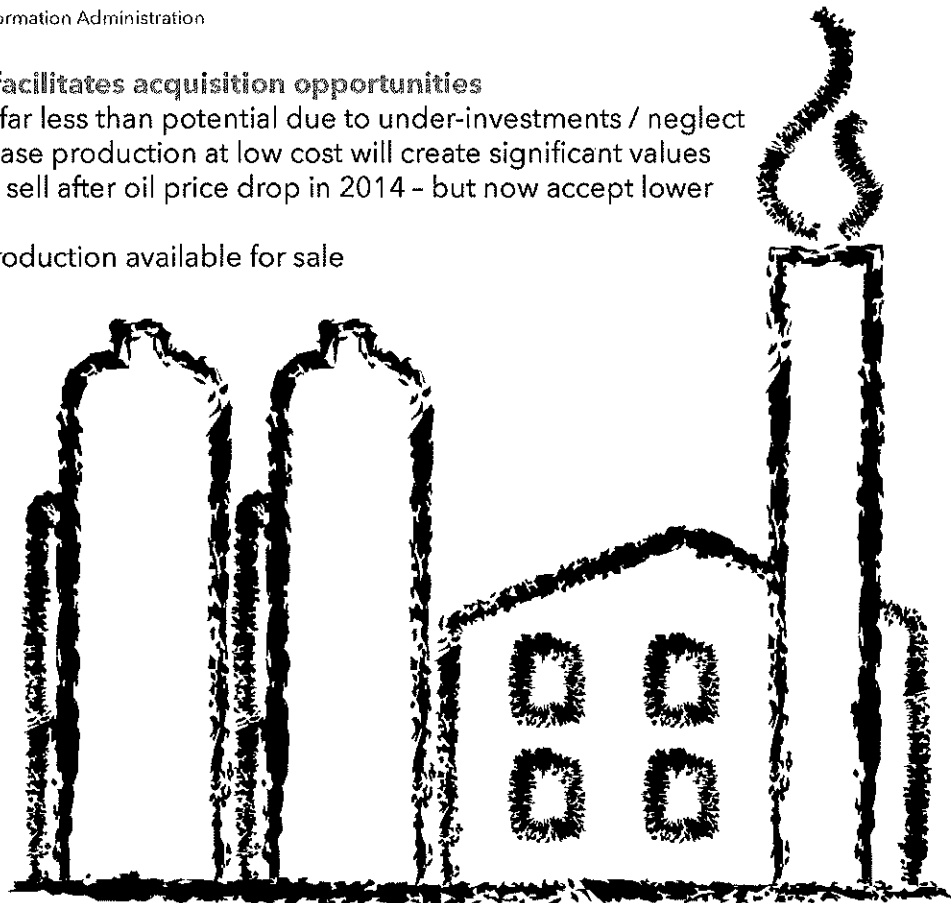 ormation Administration
facilitates acquisition opportunities
far less than potential due to under-investments / neglect
ase production at low cost will create significant values
sell after oil price drop in 2014 – but now accept lower
roduction available for sale